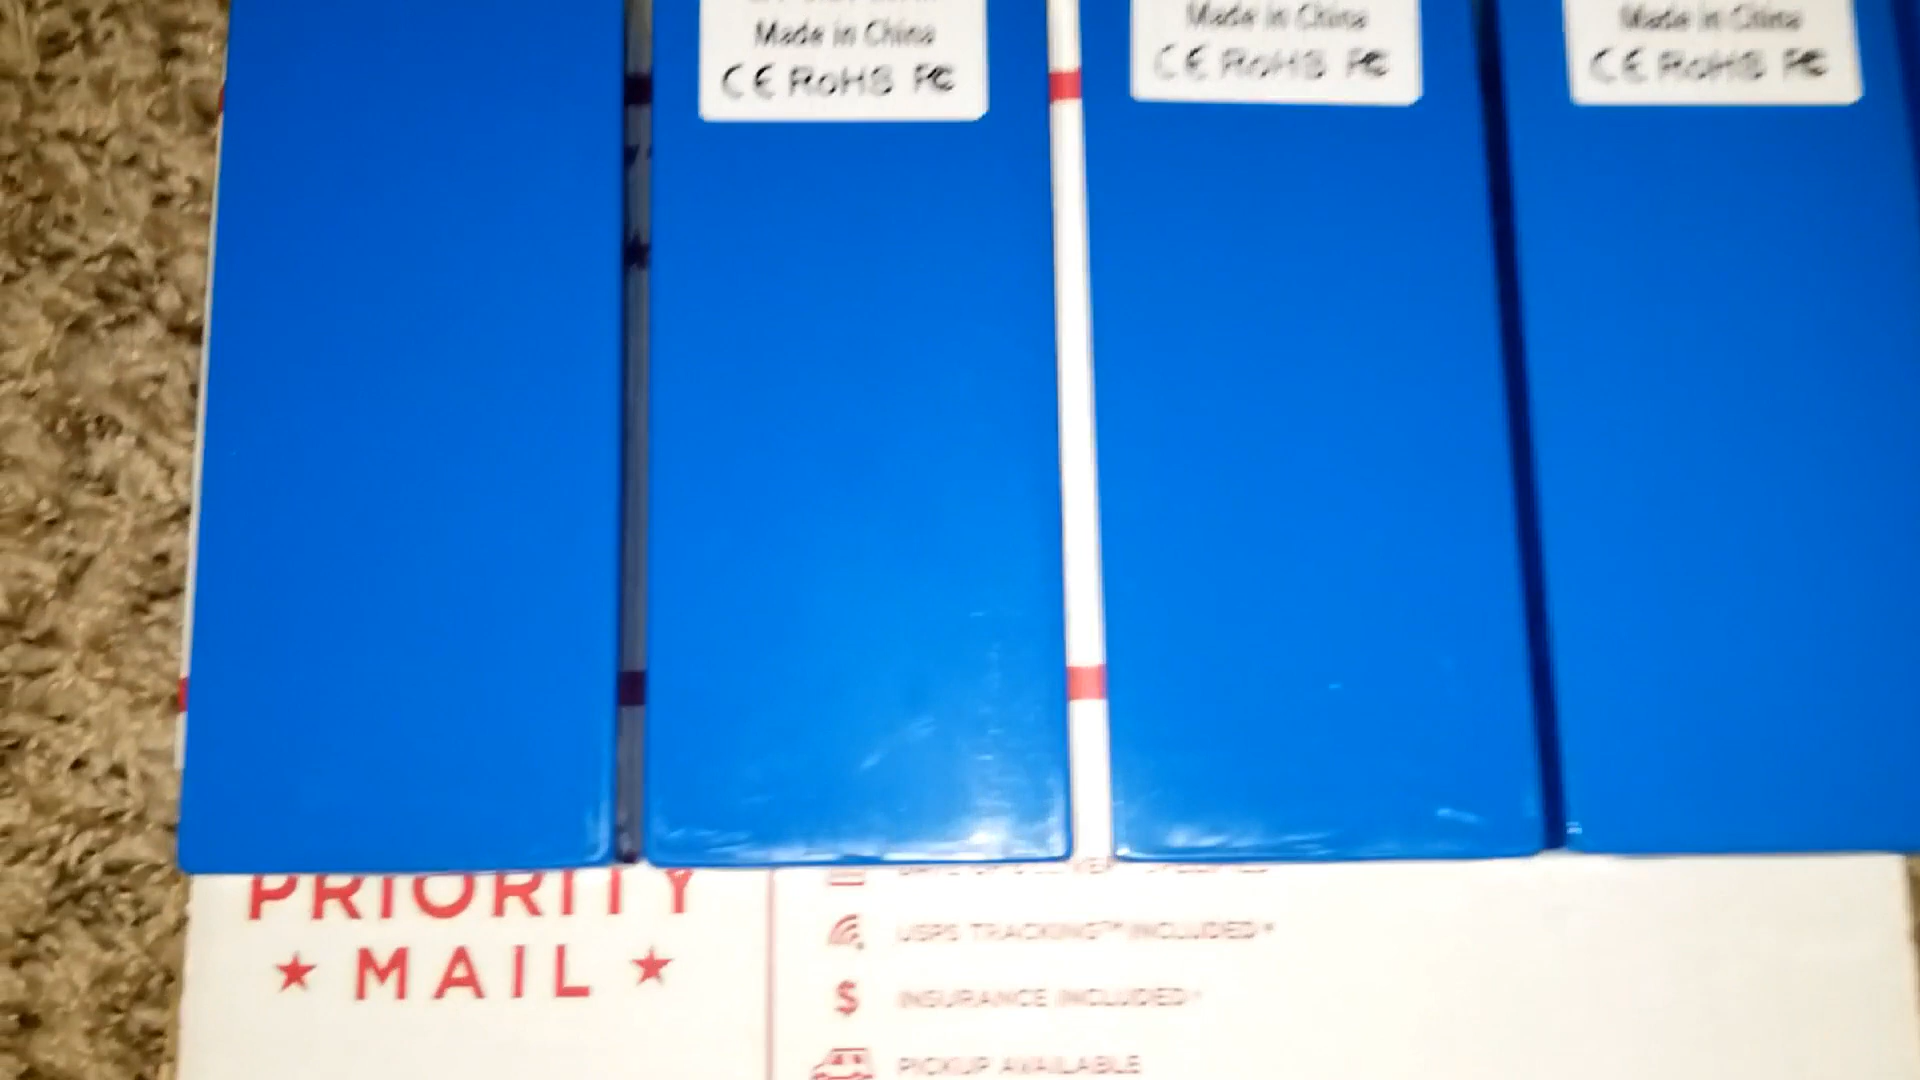 Made in China
CE RoHS FC
Made in China
CE RoHS FC
Made in China
CE RoHS FC
PRIORITY
★ MAIL ★
USPS TRACKING™ INCLUDED*
$ INSURANCE INCLUDED*
PICKUP AVAILABLE